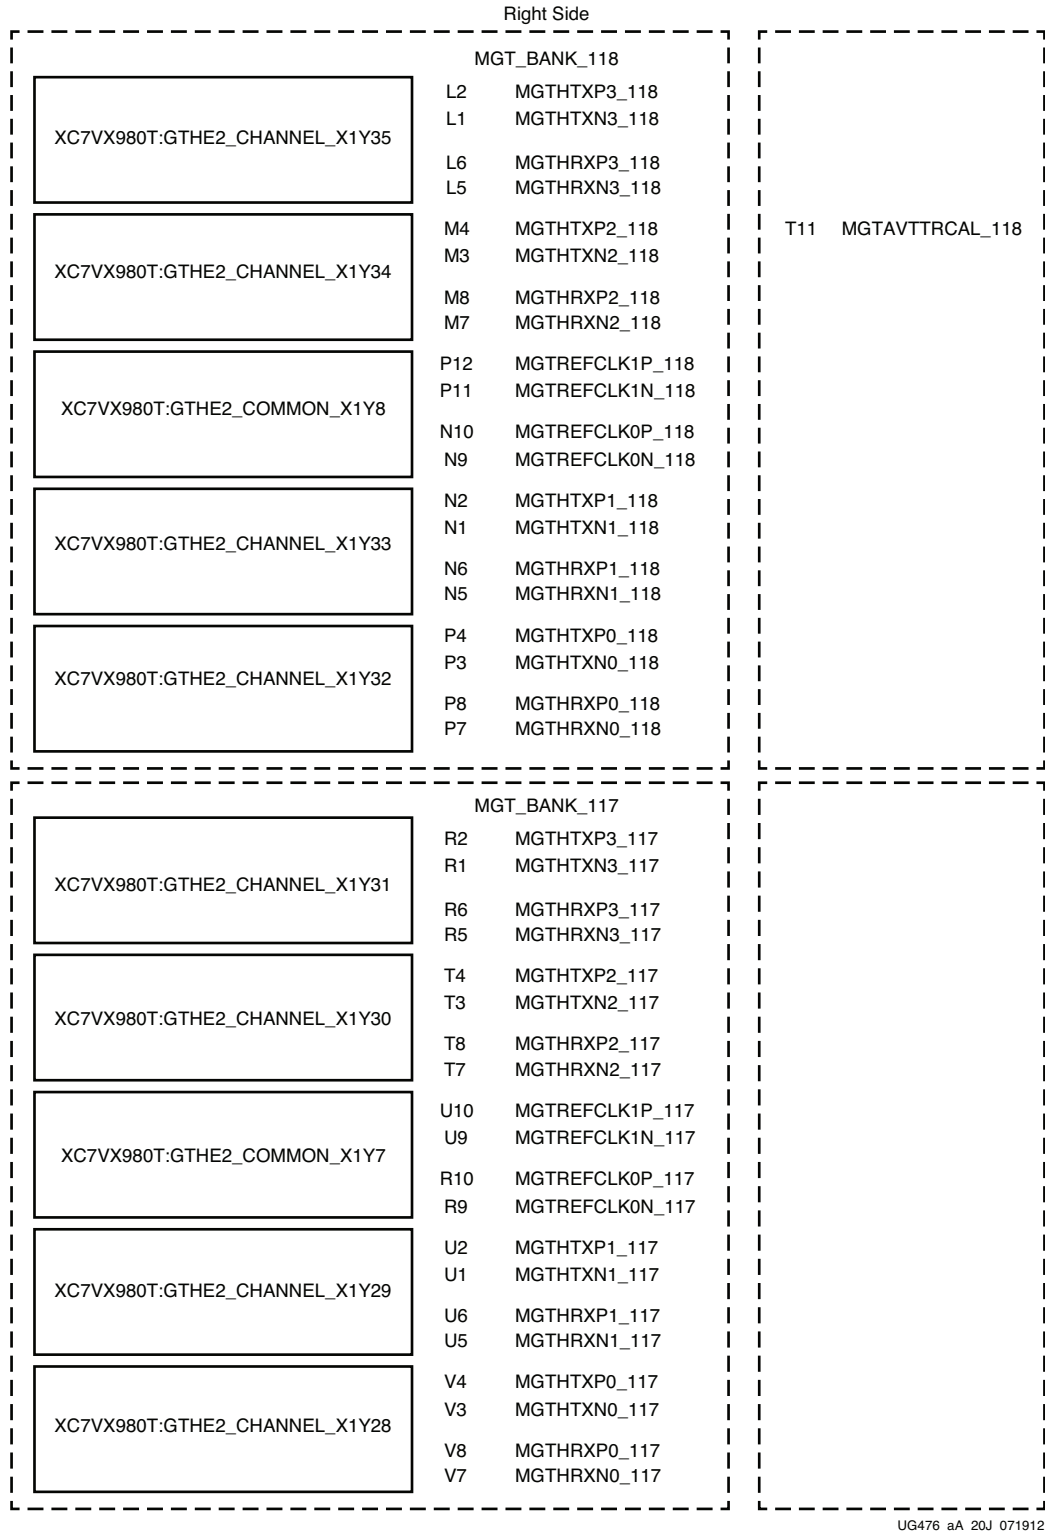 Right Side
MGT_BANK_118
XC7VX980T:GTHE2_CHANNEL_X1Y35
L2 MGTHTXP3_118
L1 MGTHTXN3_118
L6 MGTHRXP3_118
L5 MGTHRXN3_118
XC7VX980T:GTHE2_CHANNEL_X1Y34
M4 MGTHTXP2_118
M3 MGTHTXN2_118
M8 MGTHRXP2_118
M7 MGTHRXN2_118
XC7VX980T:GTHE2_COMMON_X1Y8
P12 MGTREFCLK1P_118
P11 MGTREFCLK1N_118
N10 MGTREFCLK0P_118
N9 MGTREFCLK0N_118
XC7VX980T:GTHE2_CHANNEL_X1Y33
N2 MGTHTXP1_118
N1 MGTHTXN1_118
N6 MGTHRXP1_118
N5 MGTHRXN1_118
XC7VX980T:GTHE2_CHANNEL_X1Y32
P4 MGTHTXP0_118
P3 MGTHTXN0_118
P8 MGTHRXP0_118
P7 MGTHRXN0_118
T11 MGTAVTTRCAL_118
MGT_BANK_117
XC7VX980T:GTHE2_CHANNEL_X1Y31
R2 MGTHTXP3_117
R1 MGTHTXN3_117
R6 MGTHRXP3_117
R5 MGTHRXN3_117
XC7VX980T:GTHE2_CHANNEL_X1Y30
T4 MGTHTXP2_117
T3 MGTHTXN2_117
T8 MGTHRXP2_117
T7 MGTHRXN2_117
XC7VX980T:GTHE2_COMMON_X1Y7
U10 MGTREFCLK1P_117
U9 MGTREFCLK1N_117
R10 MGTREFCLK0P_117
R9 MGTREFCLK0N_117
XC7VX980T:GTHE2_CHANNEL_X1Y29
U2 MGTHTXP1_117
U1 MGTHTXN1_117
U6 MGTHRXP1_117
U5 MGTHRXN1_117
XC7VX980T:GTHE2_CHANNEL_X1Y28
V4 MGTHTXP0_117
V3 MGTHTXN0_117
V8 MGTHRXP0_117
V7 MGTHRXN0_117
UG476_aA_20J_071912